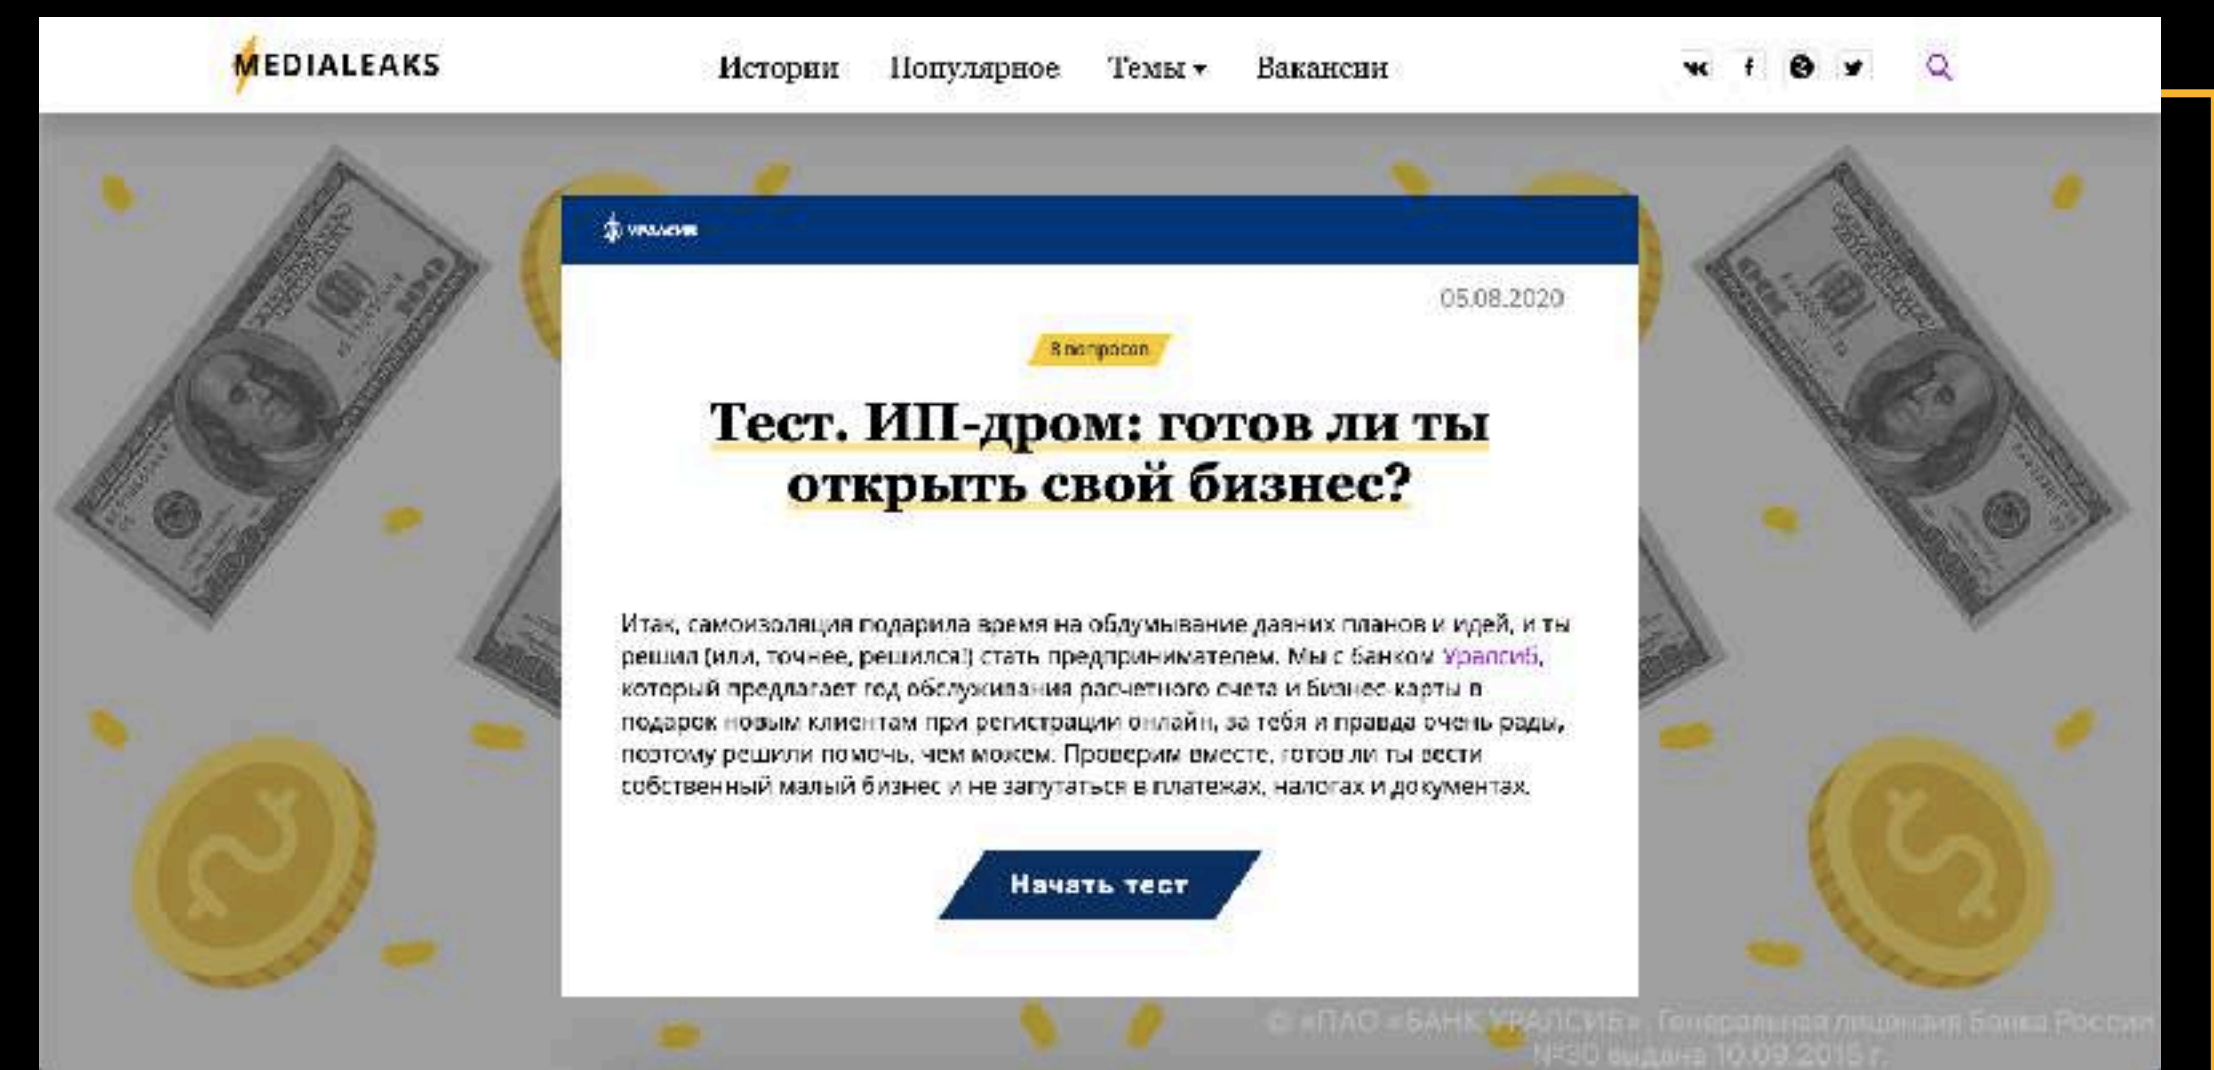 MEDIALEAKS
Истории Популярное Темы Вакансии
УРАЛСИБ
05.08.2020
8 вопросов
Тест. ИП-дром: готов ли ты
открыть свой бизнес?
Итак, самоизоляция подарила время на обдумывание давних планов и идей, и ты
решил (или, точнее, решился!) стать предпринимателем. Мы с банком Уралсиб,
который предлагает год обслуживания расчетного счета и бизнес-карты в
подарок новым клиентам при регистрации онлайн, за тебя и правда очень рады,
поэтому решили помочь, чем можем. Проверим вместе, готов ли ты вести
собственный малый бизнес и не запутаться в платежах, налогах и документах.
Начать тест
© «ПАО «БАНК УРАЛСИБ». Генеральная лицензия Банка России
№30 выдана 10.09.2015 г.